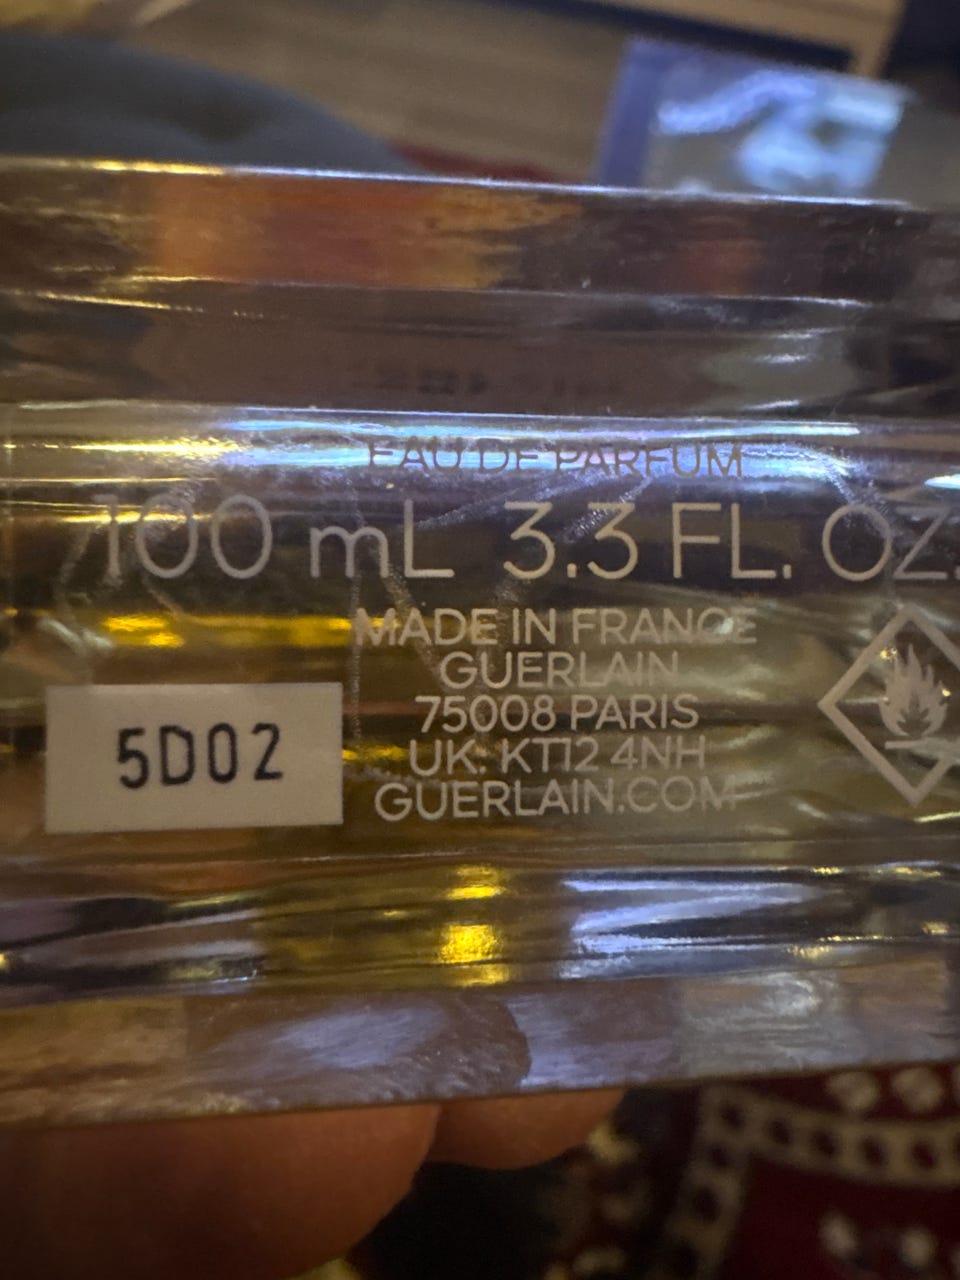 EAU DE PARFUM
100 mL 3.3 FL. OZ.
MADE IN FRANCE
GUERLAIN
75008 PARIS
UK: KT12 4NH
GUERLAIN.COM
5D02